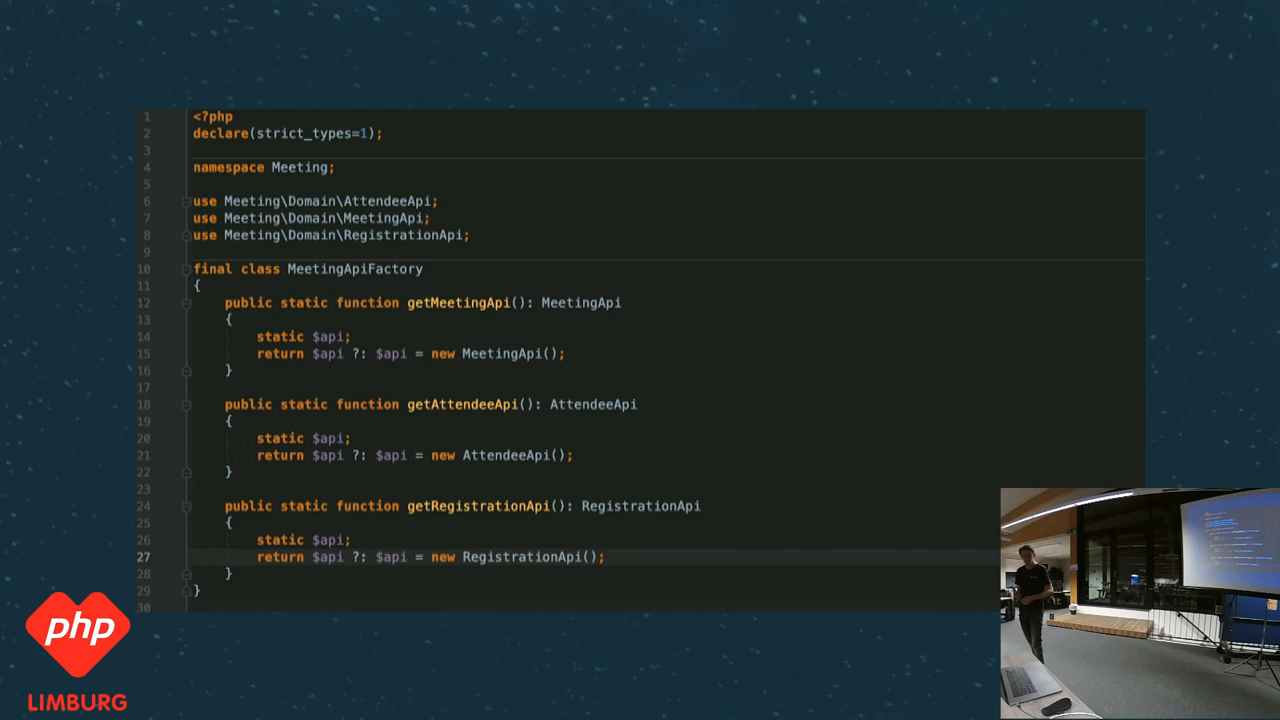 1 <?php
2 declare(strict_types=1);
3
4 namespace Meeting;
5
6 use Meeting\Domain\AttendeeApi;
7 use Meeting\Domain\MeetingApi;
8 use Meeting\Domain\RegistrationApi;
9
10 final class MeetingApiFactory
11 {
12 public static function getMeetingApi(): MeetingApi
13 {
14 static $api;
15 return $api ?: $api = new MeetingApi();
16 }
17
18 public static function getAttendeeApi(): AttendeeApi
19 {
20 static $api;
21 return $api ?: $api = new AttendeeApi();
22 }
23
24 public static function getRegistrationApi(): RegistrationApi
25 {
26 static $api;
27 return $api ?: $api = new RegistrationApi();
28 }
29 }
30
php
LIMBURG